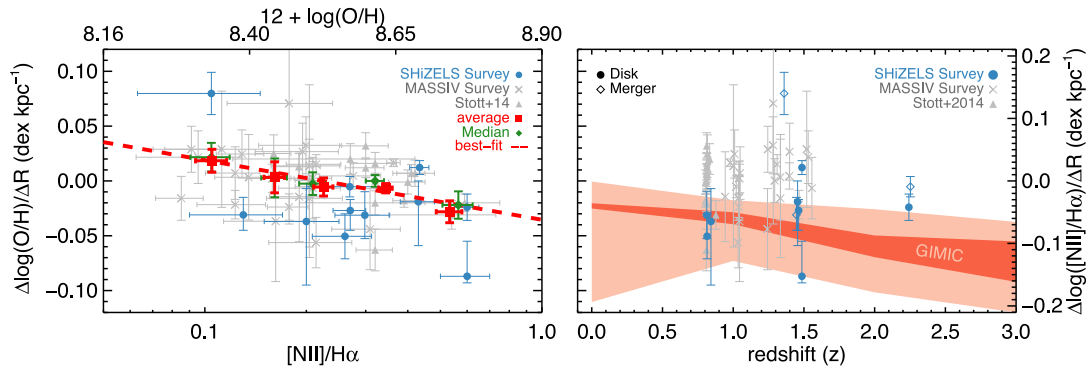 12 + log(O/H)
8.16 8.40 8.65 8.90
Δlog(O/H)/ΔR (dex kpc⁻¹)
0.10
0.05
0.00
−0.05
−0.10
SHiZELS Survey
MASSIV Survey
Stott+14
average
Median
best−fit
0.1 1.0
[NII]/Hα
Disk
Merger
SHiZELS Survey
MASSIV Survey
Stott+2014
GIMIC
0.2
0.1
0.0
−0.1
−0.2
Δlog([NII]/Hα)/ΔR (dex kpc⁻¹)
0.0 0.5 1.0 1.5 2.0 2.5 3.0
redshift (z)